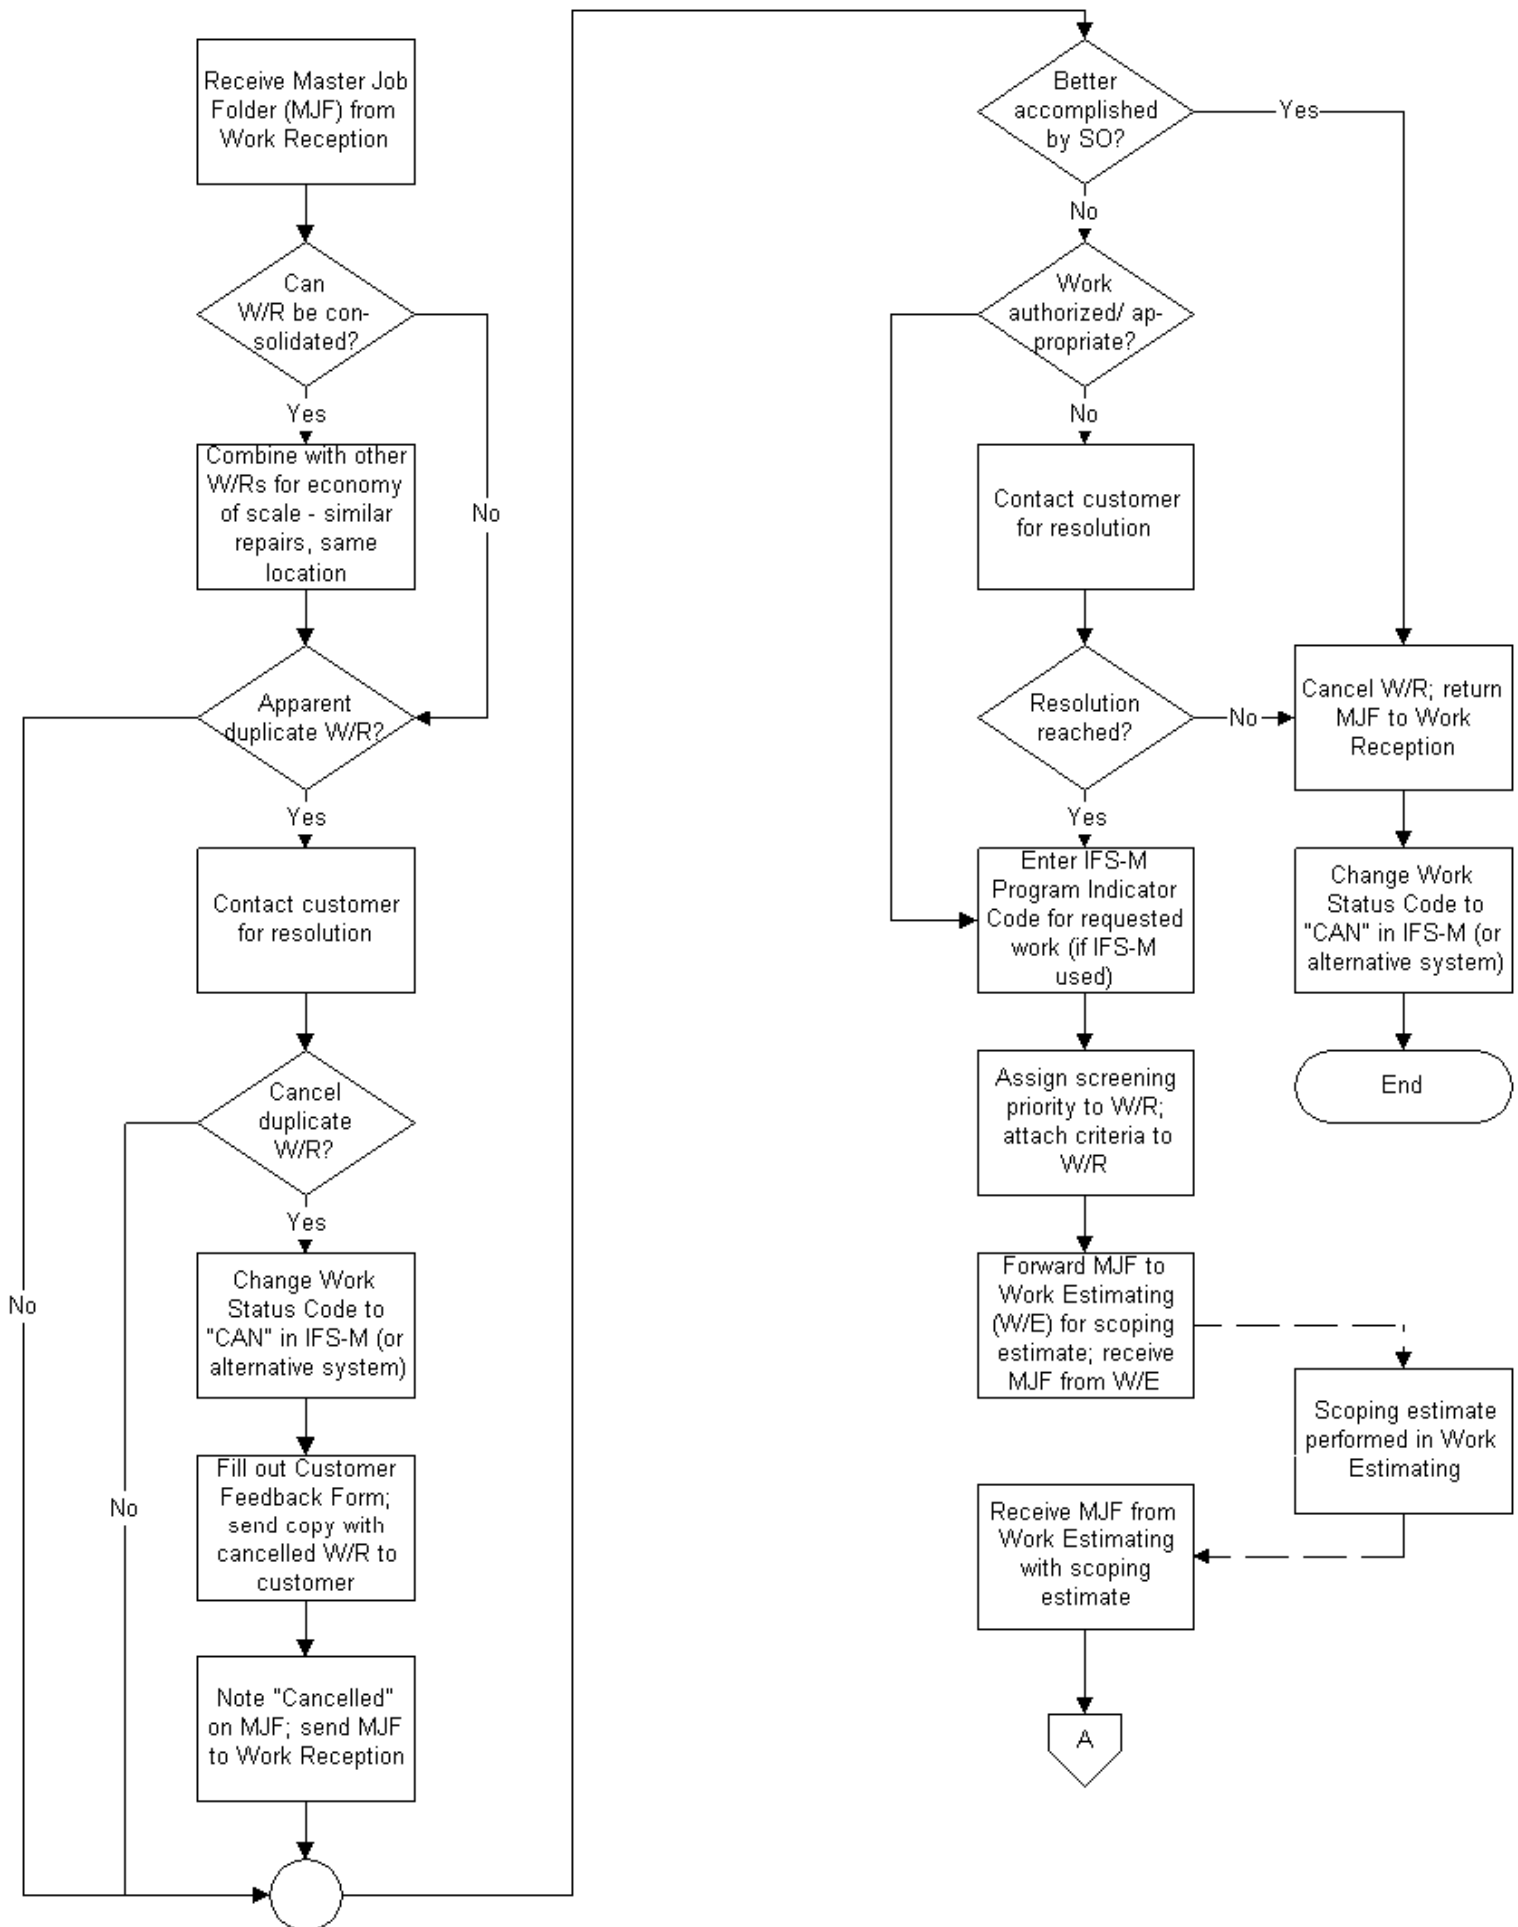 Receive Master Job
Folder (MJF) from
Work Reception
Can
W/R be con-
solidated?
Yes
No
Combine with other
W/Rs for economy
of scale - similar
repairs, same
location
Apparent
duplicate W/R?
Yes
No
Contact customer
for resolution
Cancel
duplicate
W/R?
Yes
No
Change Work
Status Code to
"CAN" in IFS-M (or
alternative system)
Fill out Customer
Feedback Form;
send copy with
cancelled W/R to
customer
Note "Cancelled"
on MJF; send MJF
to Work Reception
Better
accomplished
by SO?
Yes
No
Work
authorized/ ap-
propriate?
No
Contact customer
for resolution
Resolution
reached?
No
Yes
Cancel W/R; return
MJF to Work
Reception
Change Work
Status Code to
"CAN" in IFS-M (or
alternative system)
End
Enter IFS-M
Program Indicator
Code for requested
work (if IFS-M
used)
Assign screening
priority to W/R;
attach criteria to
W/R
Forward MJF to
Work Estimating
(W/E) for scoping
estimate; receive
MJF from W/E
Scoping estimate
performed in Work
Estimating
Receive MJF from
Work Estimating
with scoping
estimate
A